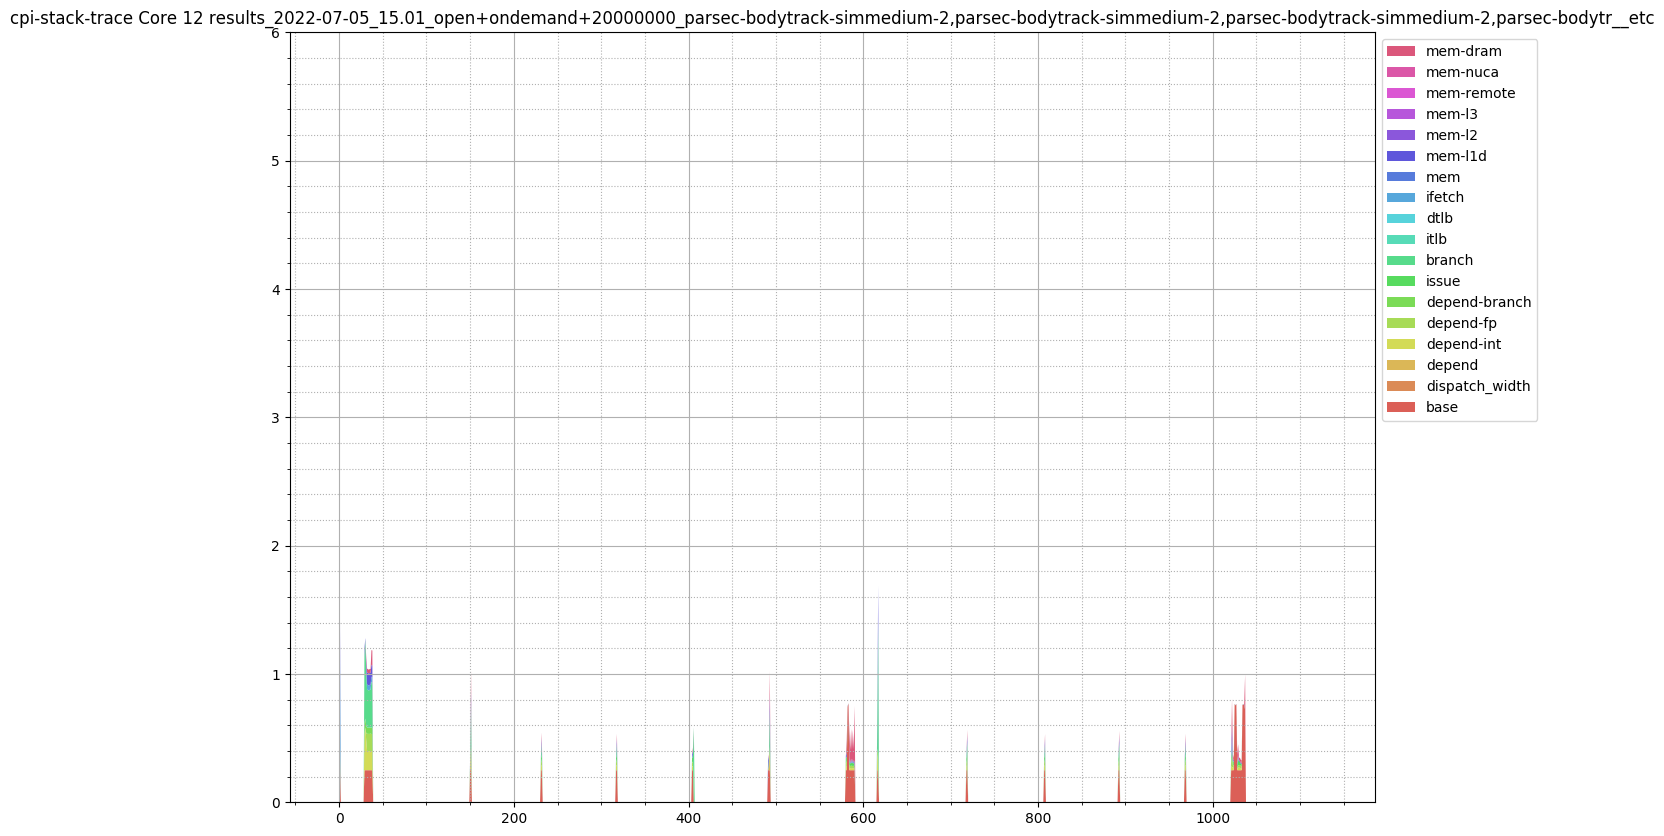 cpi-stack-trace Core 12 results_2022-07-05_15.01_open+ondemand+20000000_parsec-bodytrack-simmedium-2,parsec-bodytrack-simmedium-2,parsec-bodytrack-simmedium-2,parsec-bodytr__etc
6
5
4
3
2
1
0
0 200 400 600 800 1000
mem-dram
mem-nuca
mem-remote
mem-l3
mem-l2
mem-l1d
mem
ifetch
dtlb
itlb
branch
issue
depend-branch
depend-fp
depend-int
depend
dispatch_width
base